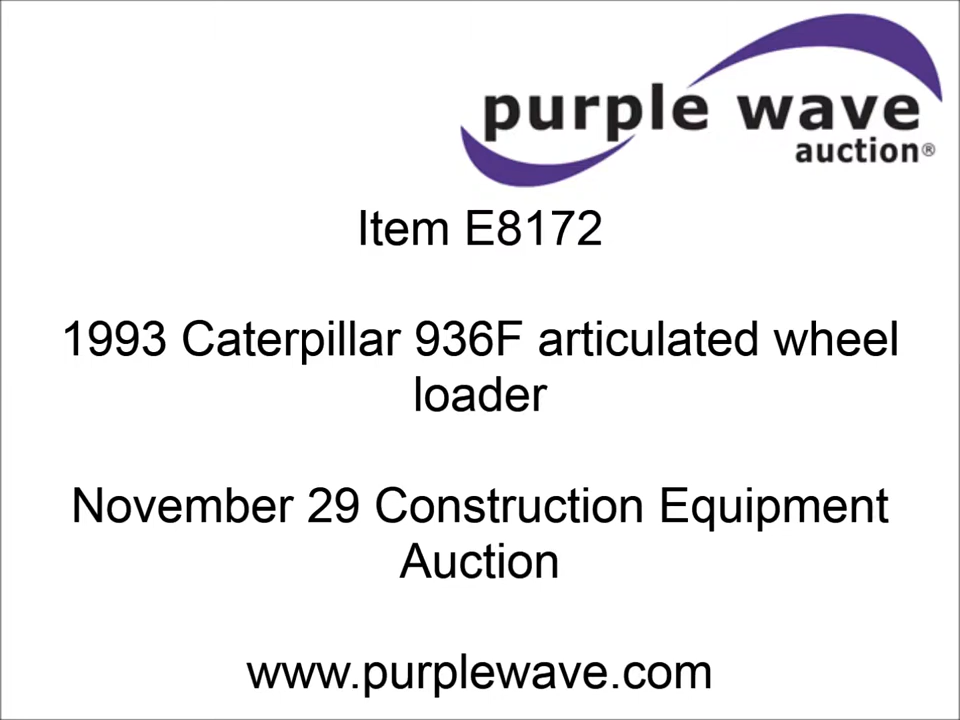 purple wave
auction®
Item E8172
1993 Caterpillar 936F articulated wheel
loader
November 29 Construction Equipment
Auction
www.purplewave.com